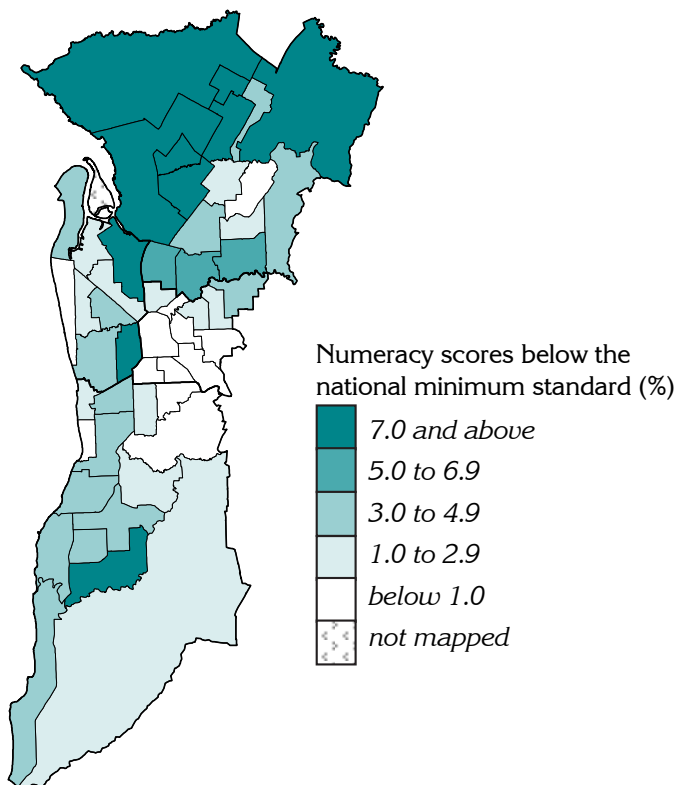 Numeracy scores below the
national minimum standard (%)
7.0 and above
5.0 to 6.9
3.0 to 4.9
1.0 to 2.9
below 1.0
not mapped